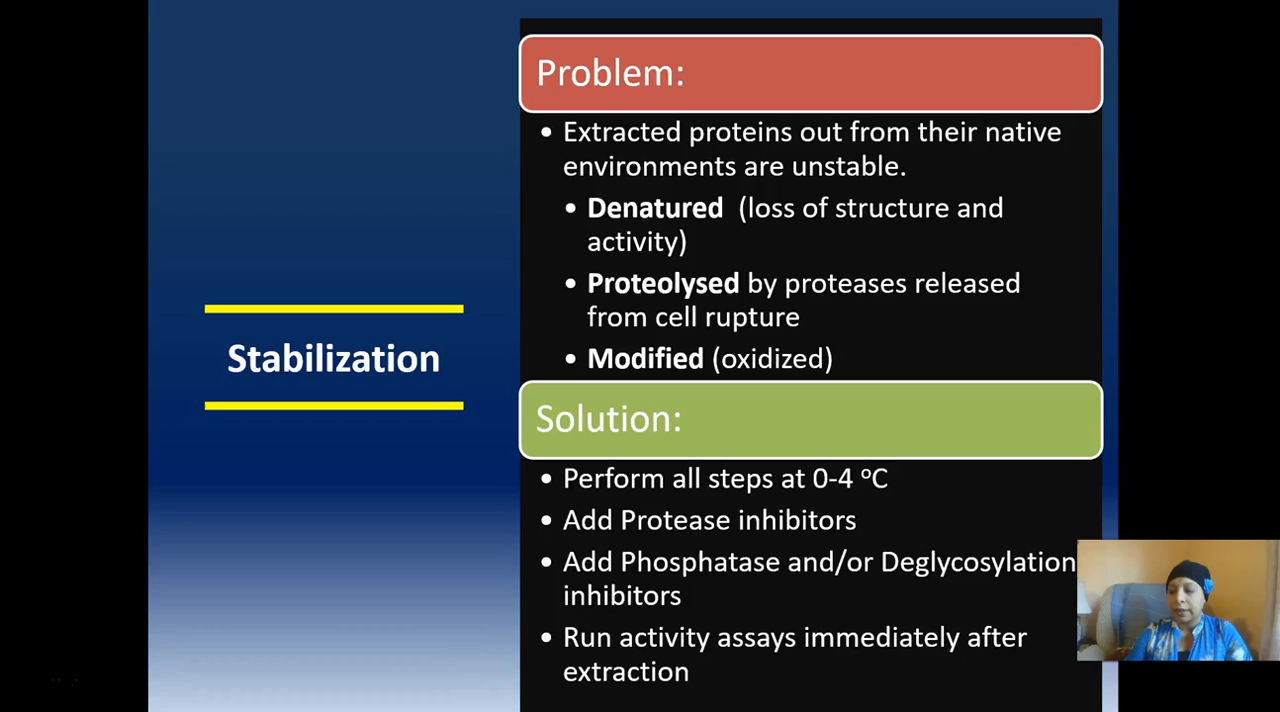 Stabilization
Problem:
• Extracted proteins out from their native
environments are unstable.
• Denatured (loss of structure and
activity)
• Proteolysed by proteases released
from cell rupture
• Modified (oxidized)
Solution:
• Perform all steps at 0-4 ºC
• Add Protease inhibitors
• Add Phosphatase and/or Deglycosylation
inhibitors
• Run activity assays immediately after
extraction